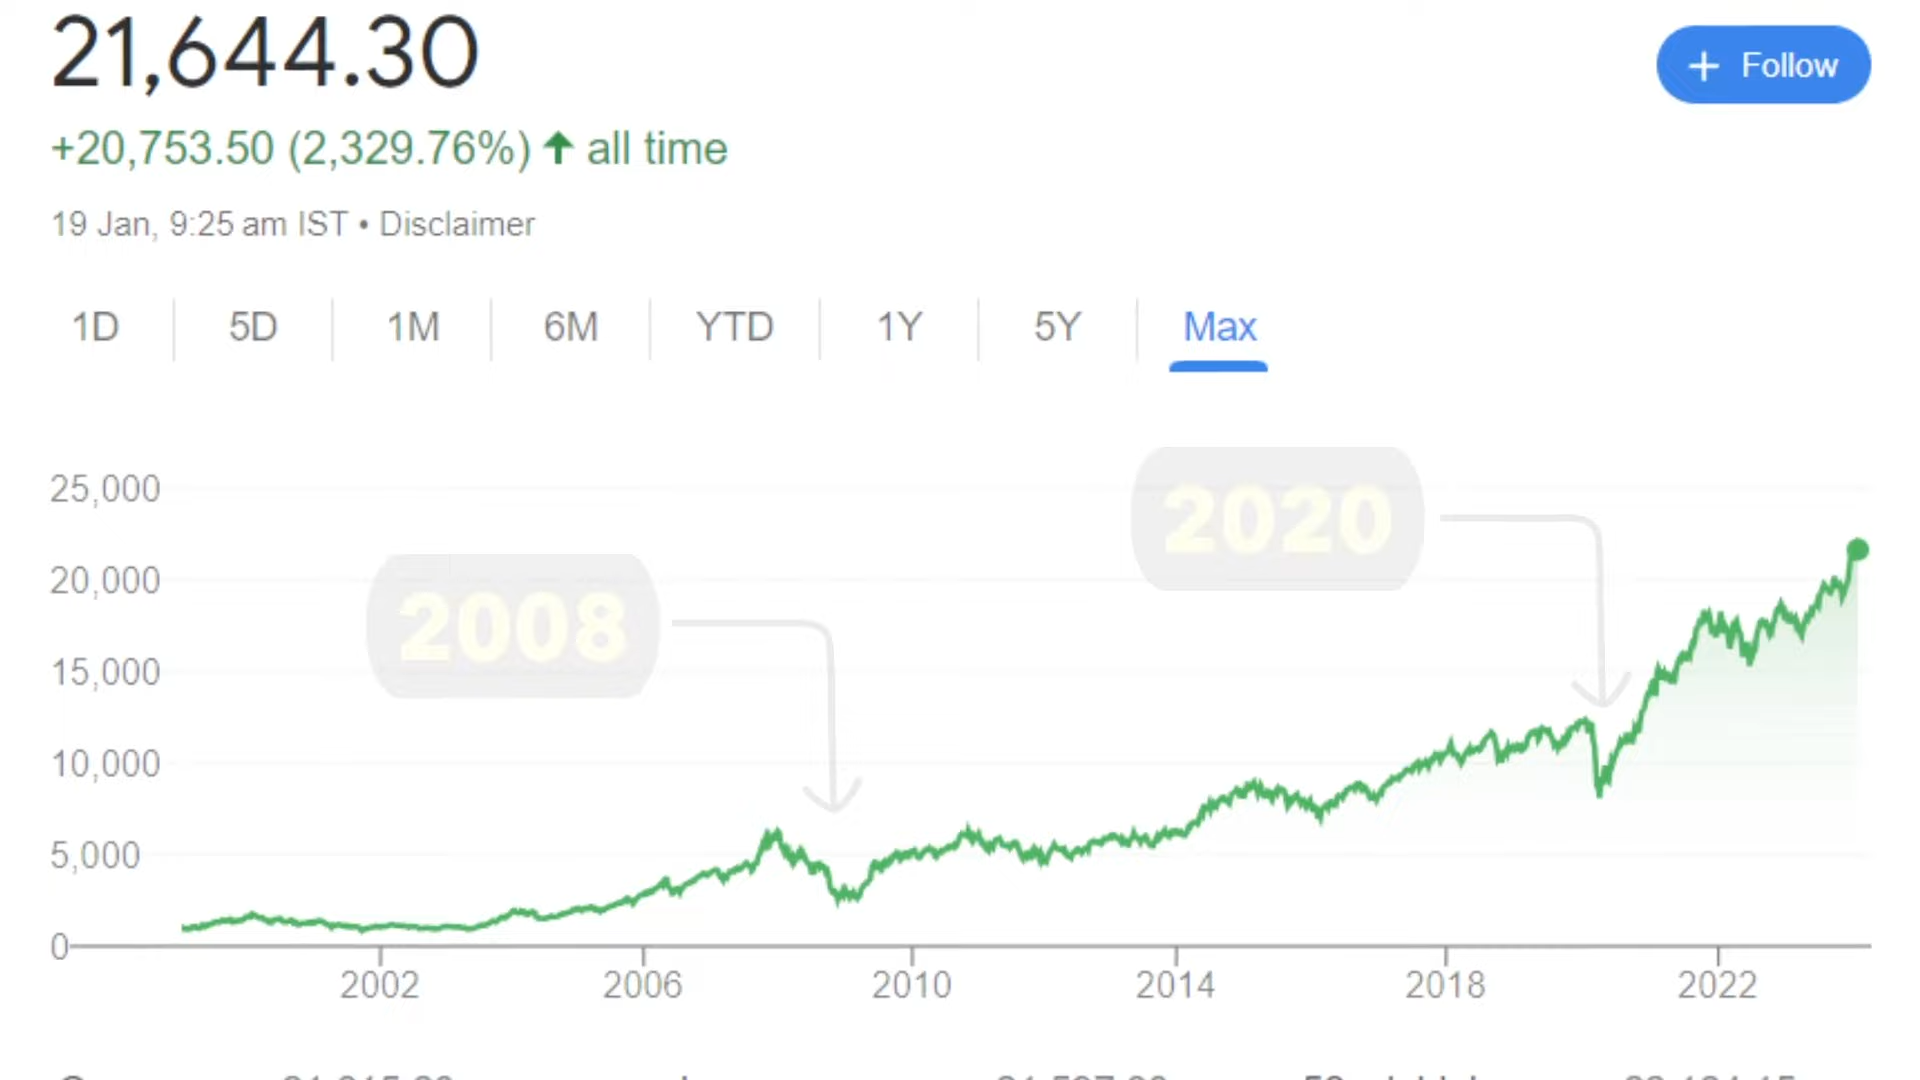 21,644.30
+ Follow
+20,753.50 (2,329.76%) ↑ all time
19 Jan, 9:25 am IST • Disclaimer
1D 5D 1M 6M YTD 1Y 5Y Max
25,000
2020
20,000
2008
15,000
10,000
5,000
0
2002 2006 2010 2014 2018 2022